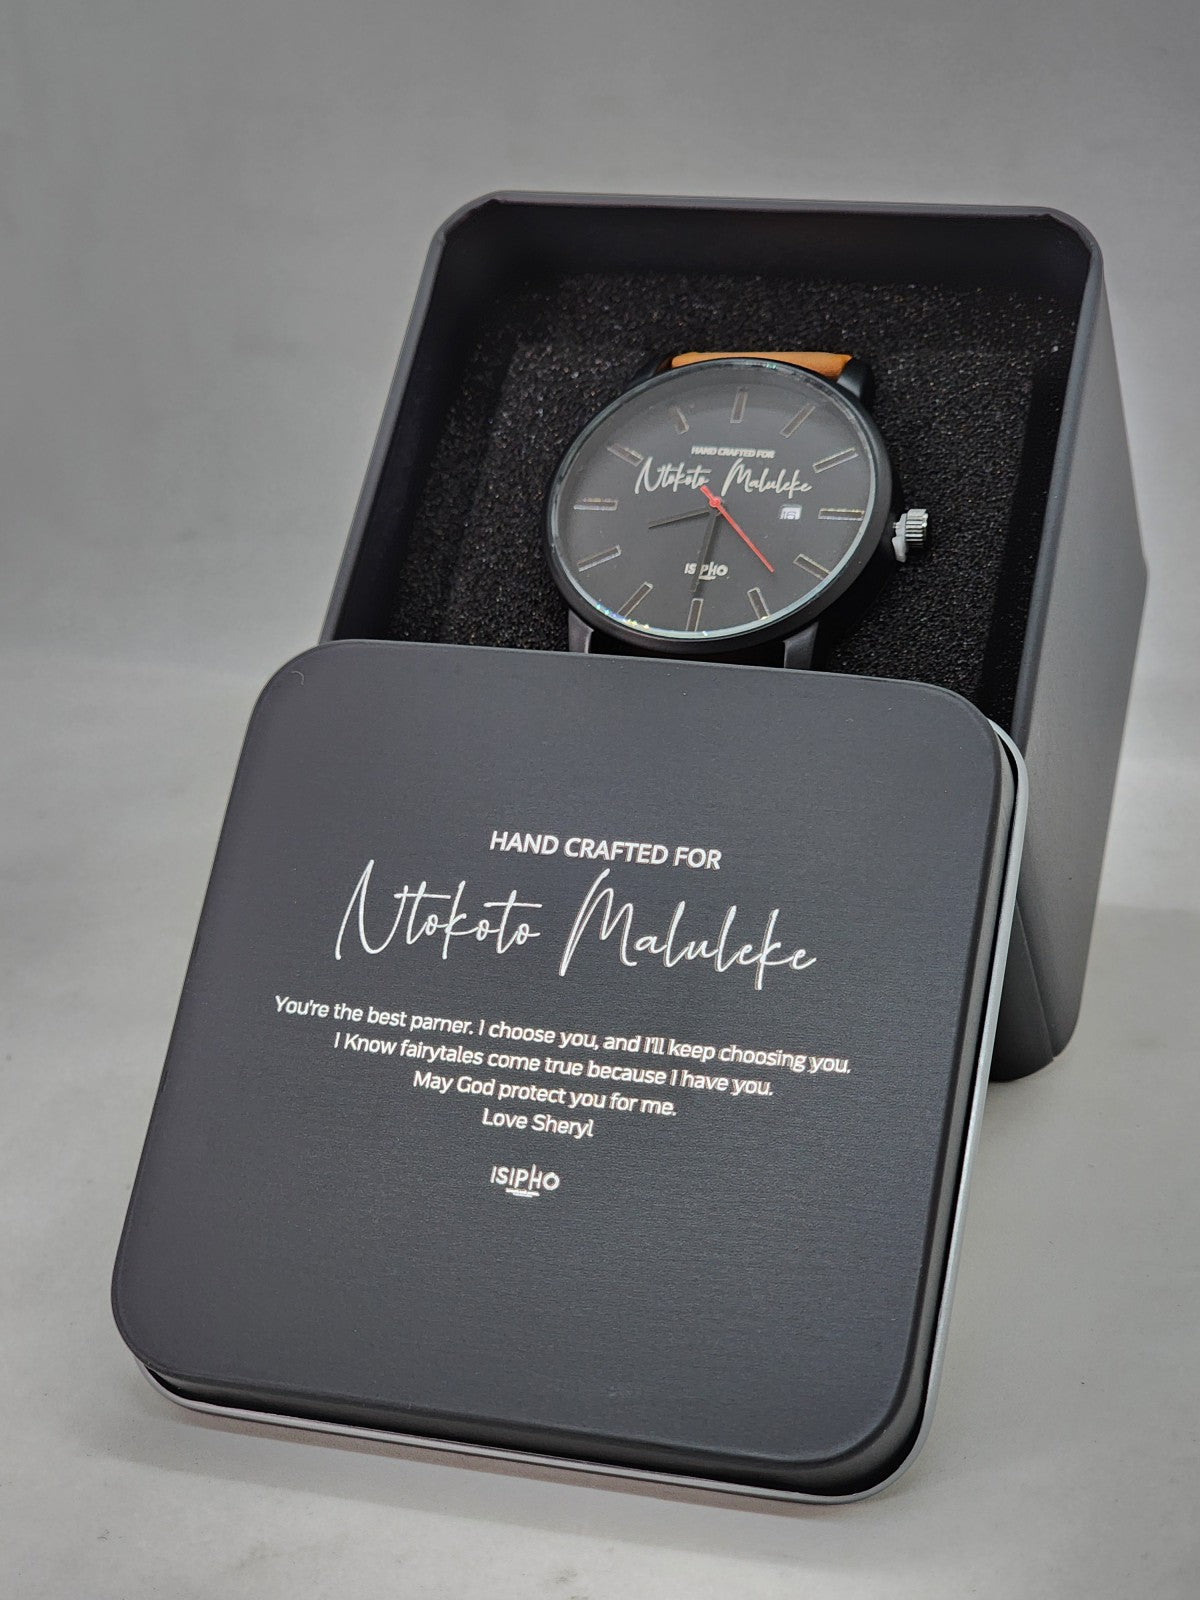 HAND CRAFTED FOR
Ntokoto Maluleke
16
ISIPHO
HAND CRAFTED FOR
Ntokoto Maluleke
You're the best parner. I choose you, and I'll keep choosing you.
I Know fairytales come true because I have you.
May God protect you for me.
Love Sheryl
ISIPHO